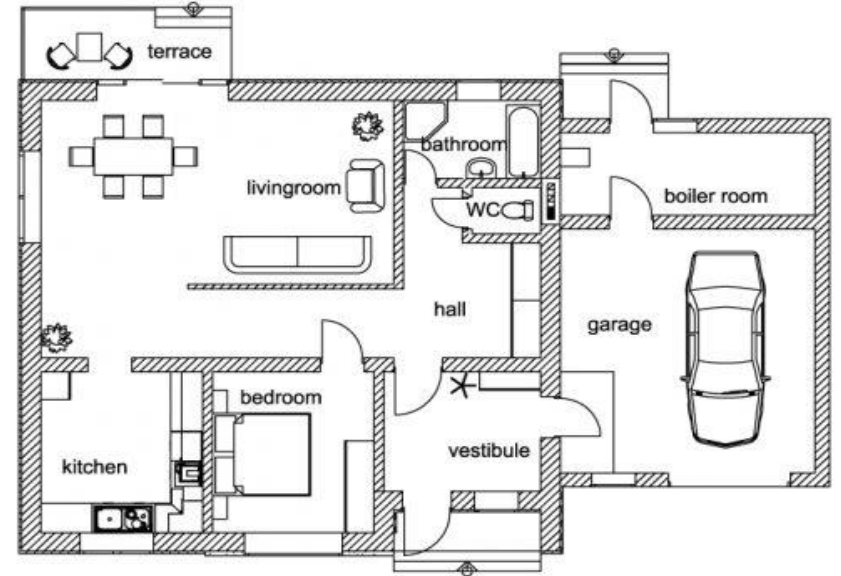 terrace
bathroom
livingroom
WC
boiler room
hall
garage
bedroom
vestibule
kitchen